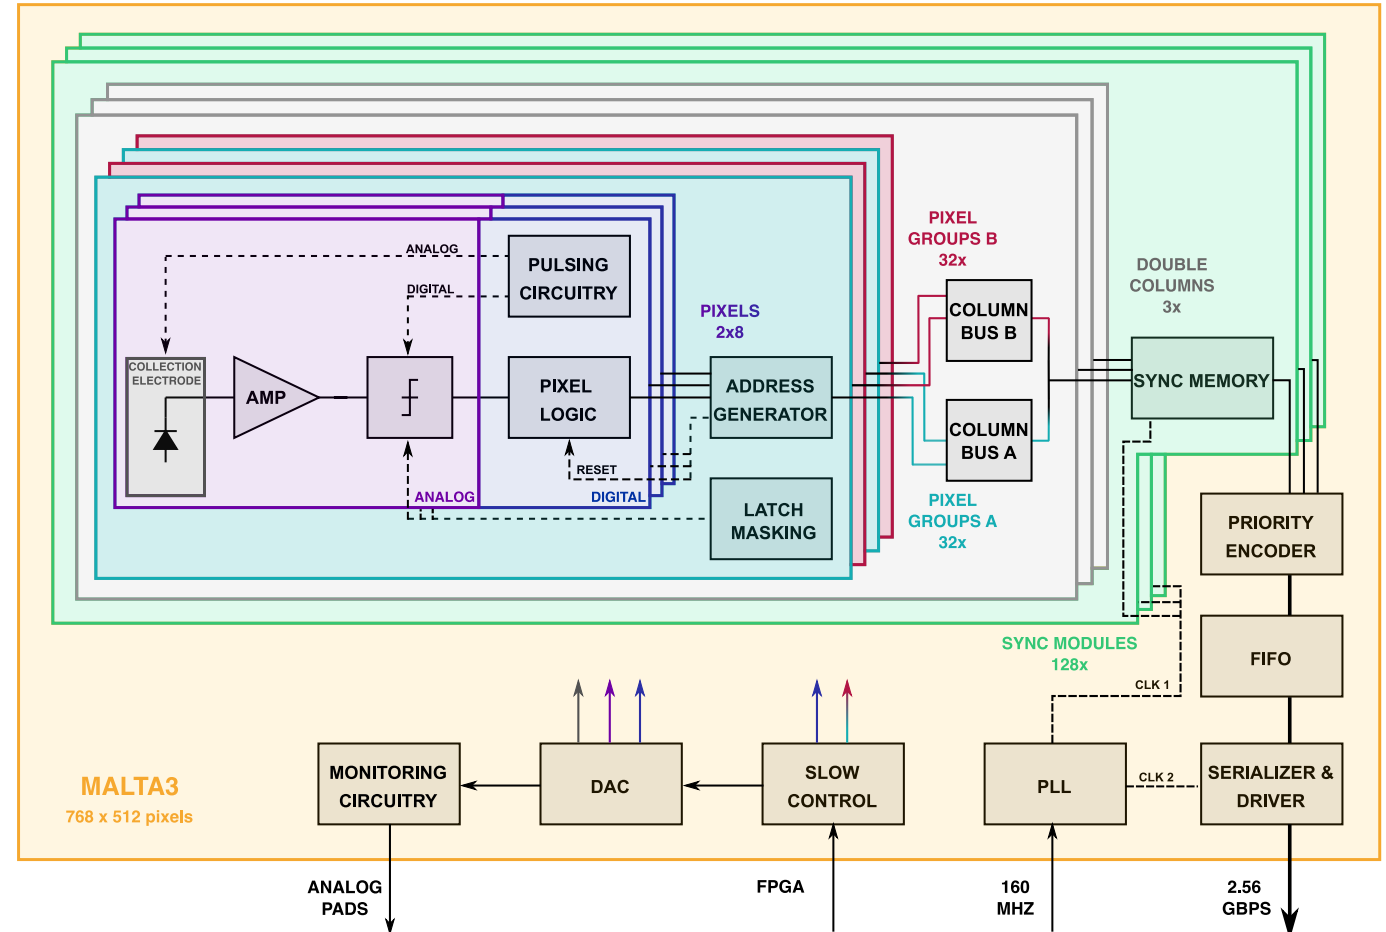 PIXEL
GROUPS B
32x
ANALOG
PULSING
CIRCUITRY
DOUBLE
COLUMNS
3x
DIGITAL
PIXELS
2x8
COLUMN
BUS B
COLLECTION
ELECTRODE
AMP
PIXEL
LOGIC
ADDRESS
GENERATOR
SYNC MEMORY
COLUMN
BUS A
RESET
ANALOG
DIGITAL
LATCH
MASKING
PIXEL
GROUPS A
32x
PRIORITY
ENCODER
SYNC MODULES
128x
FIFO
CLK 1
MALTA3
768 x 512 pixels
MONITORING
CIRCUITRY
DAC
SLOW
CONTROL
PLL
CLK 2
SERIALIZER &
DRIVER
ANALOG
PADS
FPGA
160
MHZ
2.56
GBPS